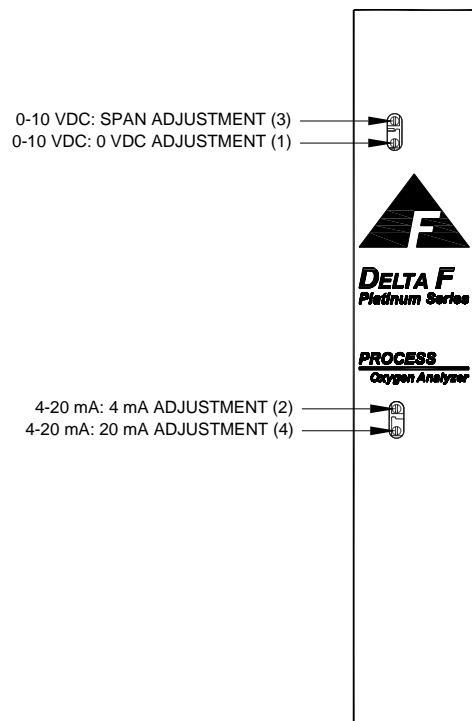 0-10 VDC: SPAN ADJUSTMENT (3)
0-10 VDC: 0 VDC ADJUSTMENT (1)
F
DELTA F
Platinum Series
PROCESS
Oxygen Analyzer
4-20 mA: 4 mA ADJUSTMENT (2)
4-20 mA: 20 mA ADJUSTMENT (4)